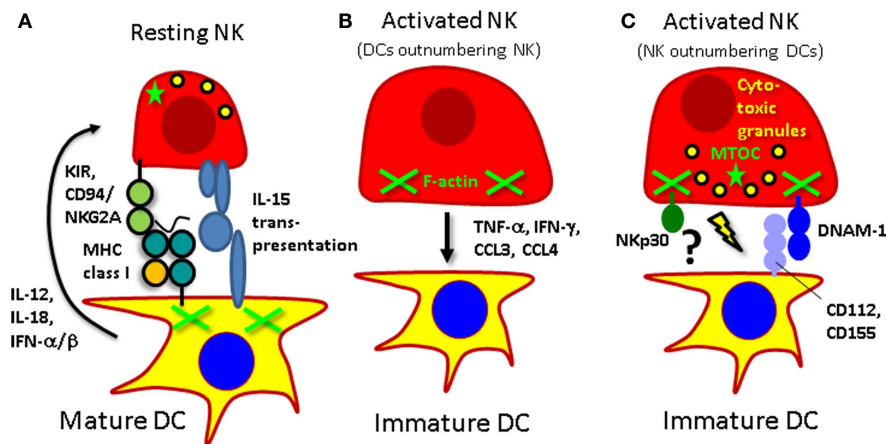 A
Resting NK
KIR,
CD94/
NKG2A
IL-15
trans-
presentation
MHC
class I
IL-12,
IL-18,
IFN-α/β
Mature DC
B
Activated NK
(DCs outnumbering NK)
F-actin
TNF-α, IFN-γ,
CCL3, CCL4
Immature DC
C
Activated NK
(NK outnumbering DCs)
Cyto-
toxic
granules
MTOC
NKp30
?
DNAM-1
CD112,
CD155
Immature DC